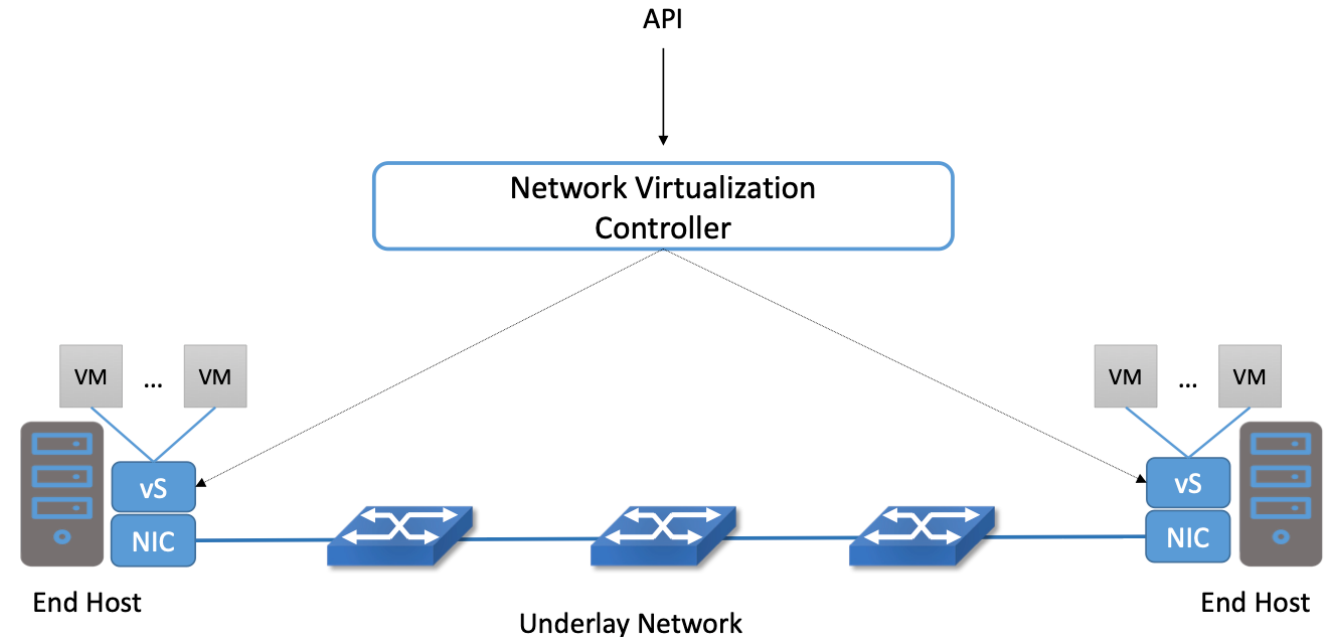 API
Network Virtualization
Controller
VM ... VM
VM ... VM
vS
vS
NIC
NIC
End Host
End Host
Underlay Network